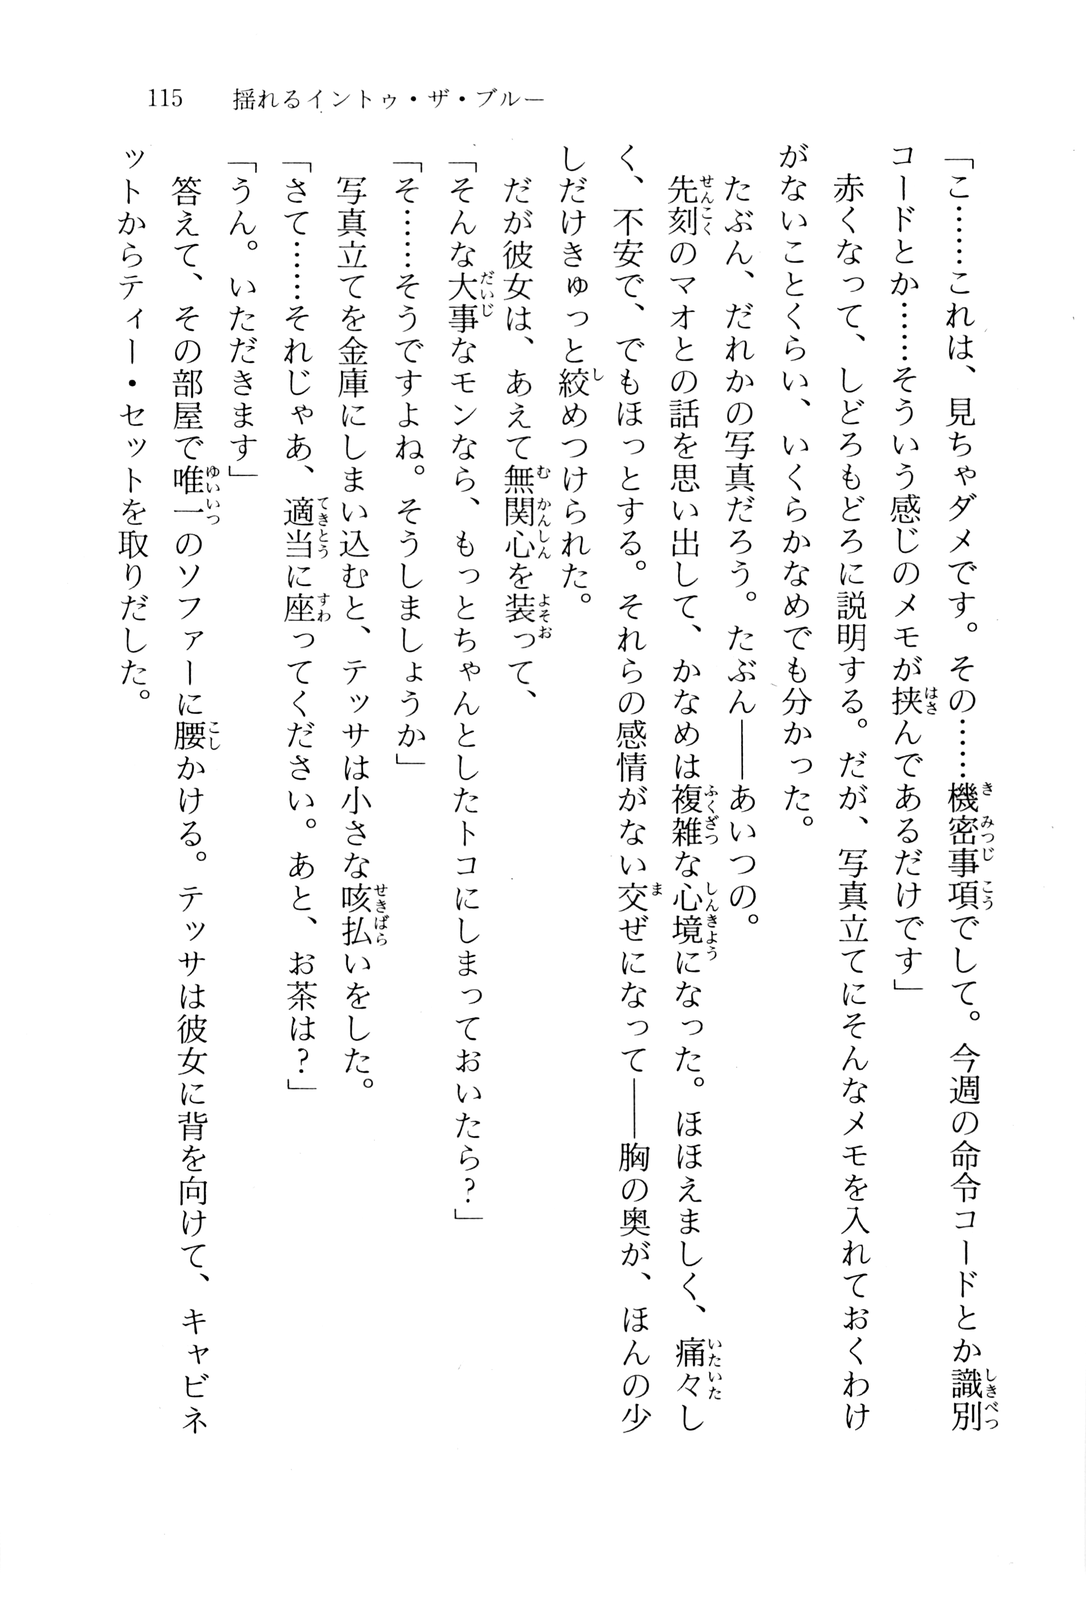 115　揺れるイントゥ・ザ・ブルー
「こ……これは、見ちゃダメです。その……機密事項でして。今週の命令コードとか識別
コードとか……そういう感じのメモが挟んであるだけです」
　赤くなって、しどろもどろに説明する。だが、写真立てにそんなメモを入れておくわけ
がないことくらい、いくらかなめでも分かった。
　たぶん、だれかの写真だろう。たぶん――あいつの。
　先刻のマオとの話を思い出して、かなめは複雑な心境になった。ほほえましく、痛々し
く、不安で、でもほっとする。それらの感情がない交ぜになって――胸の奥が、ほんの少
しだけきゅっと絞めつけられた。
　だが彼女は、あえて無関心を装って、
「そんな大事なモンなら、もっとちゃんとしたトコにしまっておいたら？」
「そ……そうですよね。そうしましょうか」
　写真立てを金庫にしまい込むと、テッサは小さな咳払いをした。
「さて……それじゃあ、適当に座ってください。あと、お茶は？」
「うん。いただきます」
　答えて、その部屋で唯一のソファーに腰かける。テッサは彼女に背を向けて、キャビネ
ットからティー・セットを取りだした。